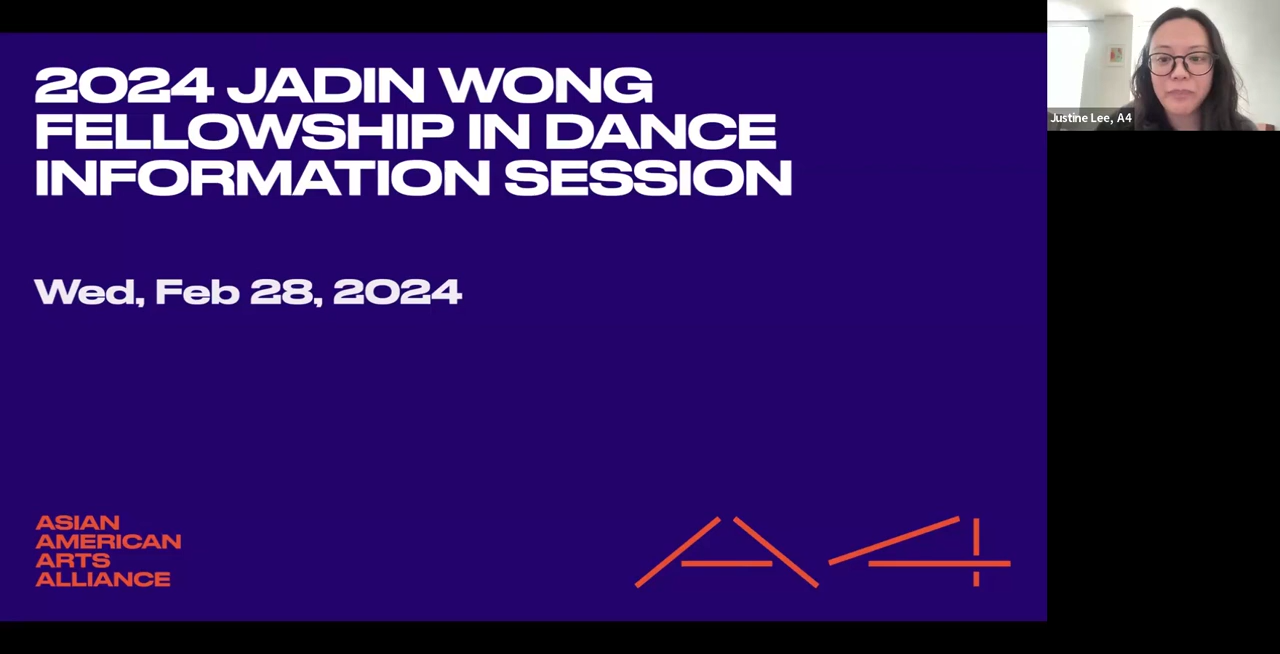 2024 JADIN WONG
FELLOWSHIP IN DANCE
INFORMATION SESSION
Wed, Feb 28, 2024
ASIAN
AMERICAN
ARTS
ALLIANCE
A4
Justine Lee, A4